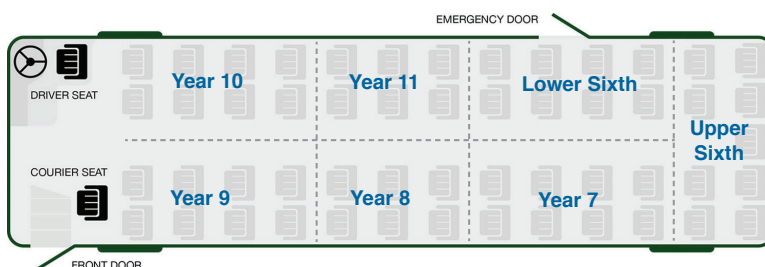 EMERGENCY DOOR
DRIVER SEAT
Year 10
Year 11
Lower Sixth
Upper
Sixth
COURIER SEAT
Year 9
Year 8
Year 7
FRONT DOOR